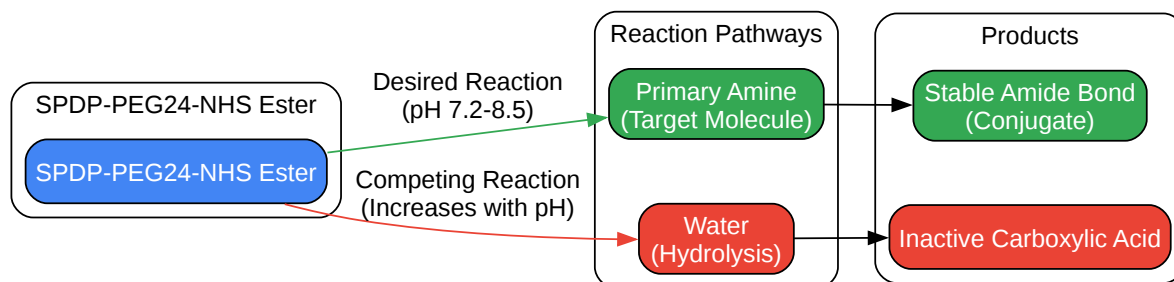 SPDP-PEG24-NHS Ester
SPDP-PEG24-NHS Ester
Desired Reaction
(pH 7.2-8.5)
Competing Reaction
(Increases with pH)
Reaction Pathways
Primary Amine
(Target Molecule)
Water
(Hydrolysis)
Products
Stable Amide Bond
(Conjugate)
Inactive Carboxylic Acid